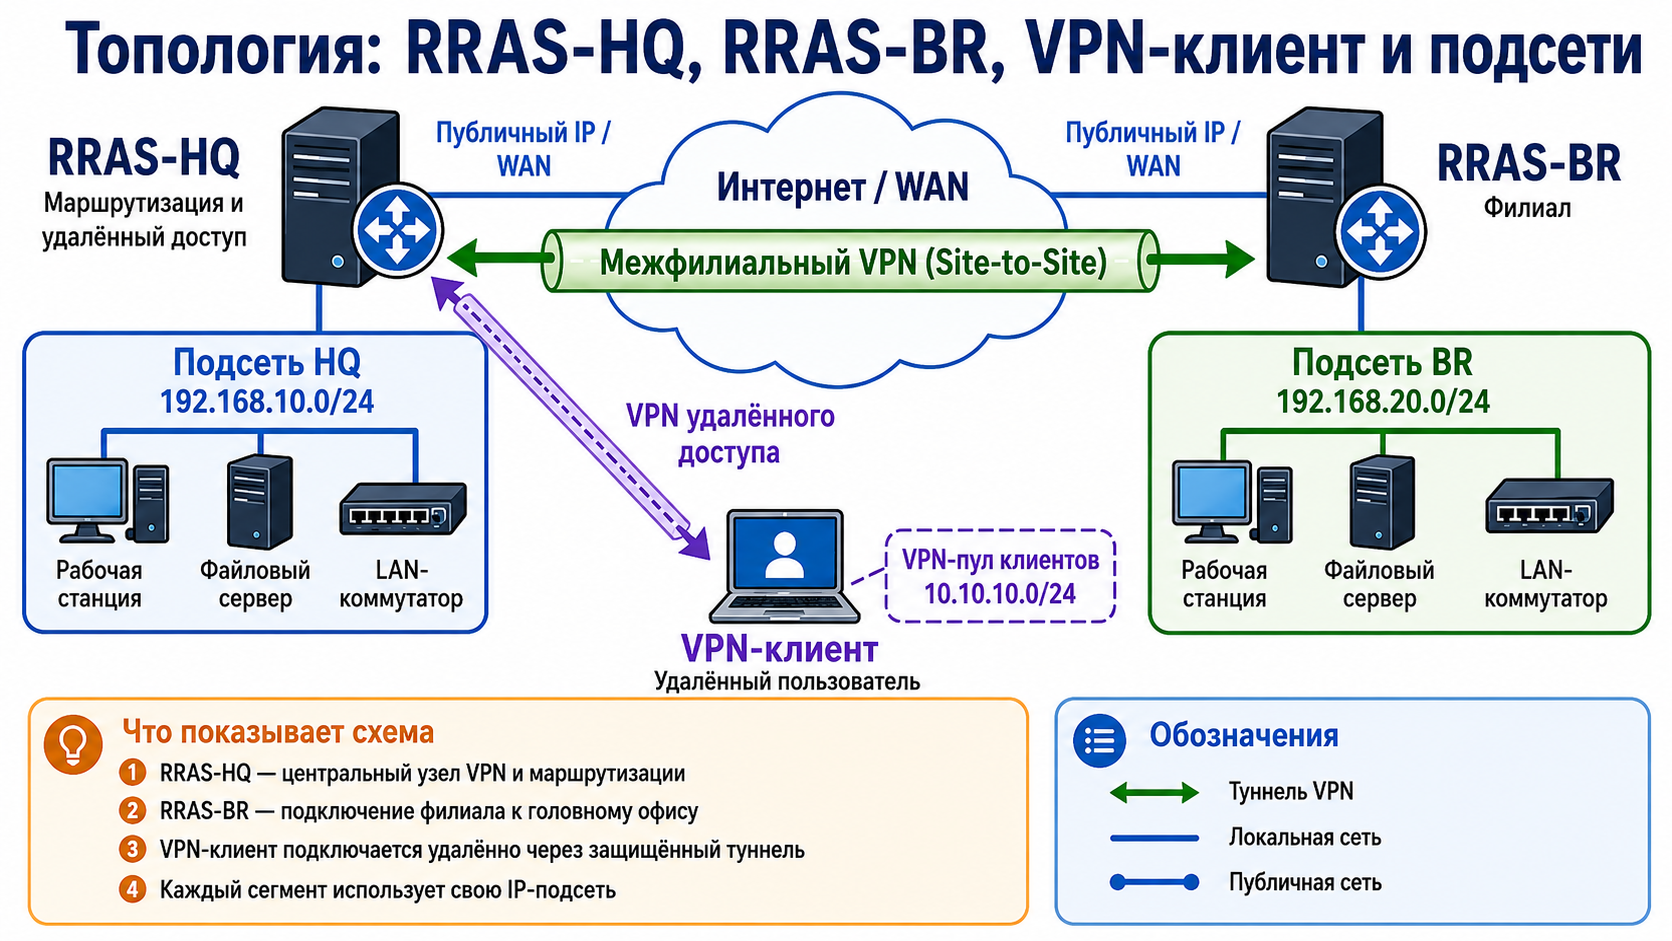 Топология: RRAS-HQ, RRAS-BR, VPN-клиент и подсети
RRAS-HQ
Маршрутизация и
удалённый доступ
Публичный IP /
WAN
Интернет / WAN
Публичный IP /
WAN
RRAS-BR
Филиал
Межфилиальный VPN (Site-to-Site)
Подсеть HQ
192.168.10.0/24
Рабочая
станция
Файловый
сервер
LAN-
коммутатор
VPN удалённого
доступа
VPN-пул клиентов
10.10.10.0/24
VPN-клиент
Удалённый пользователь
Подсеть BR
192.168.20.0/24
Рабочая
станция
Файловый
сервер
LAN-
коммутатор
Что показывает схема
1 RRAS-HQ — центральный узел VPN и маршрутизации
2 RRAS-BR — подключение филиала к головному офису
3 VPN-клиент подключается удалённо через защищённый туннель
4 Каждый сегмент использует свою IP-подсеть
Обозначения
Туннель VPN
Локальная сеть
Публичная сеть